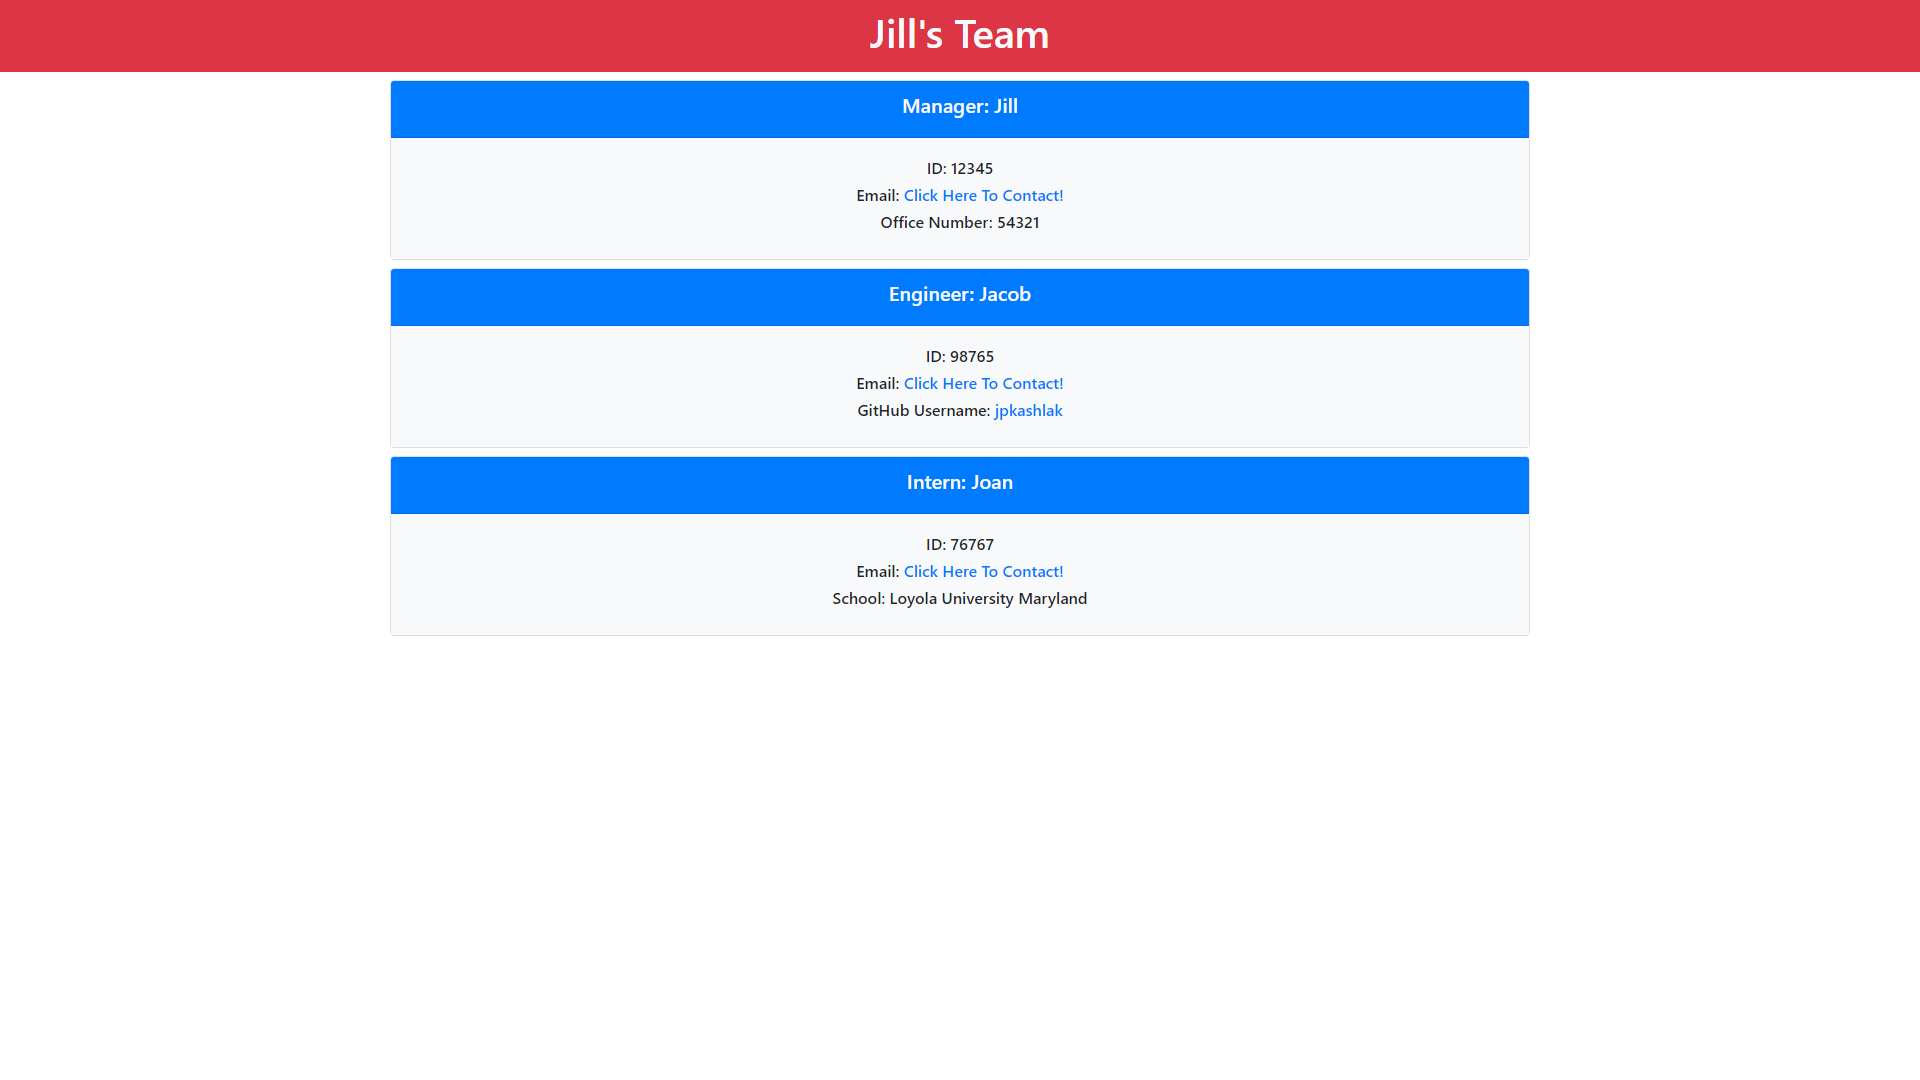 Jill's Team
Manager: Jill
ID: 12345
Email: Click Here To Contact!
Office Number: 54321
Engineer: Jacob
ID: 98765
Email: Click Here To Contact!
GitHub Username: jpkashlak
Intern: Joan
ID: 76767
Email: Click Here To Contact!
School: Loyola University Maryland